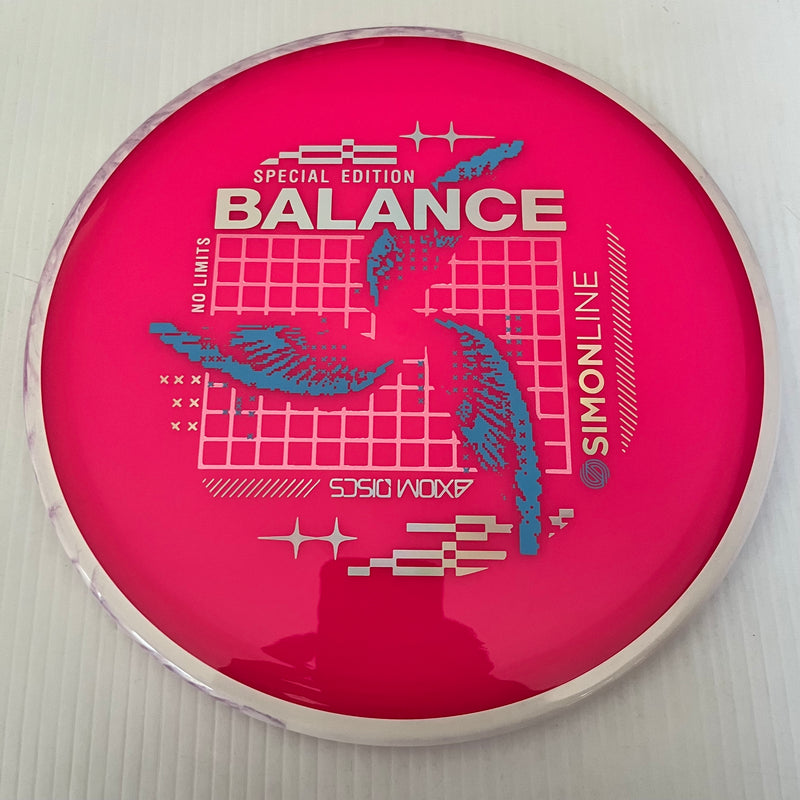 SPECIAL EDITION
BALANCE
NO LIMITS
SIMONLINE
AXIOM DISCS